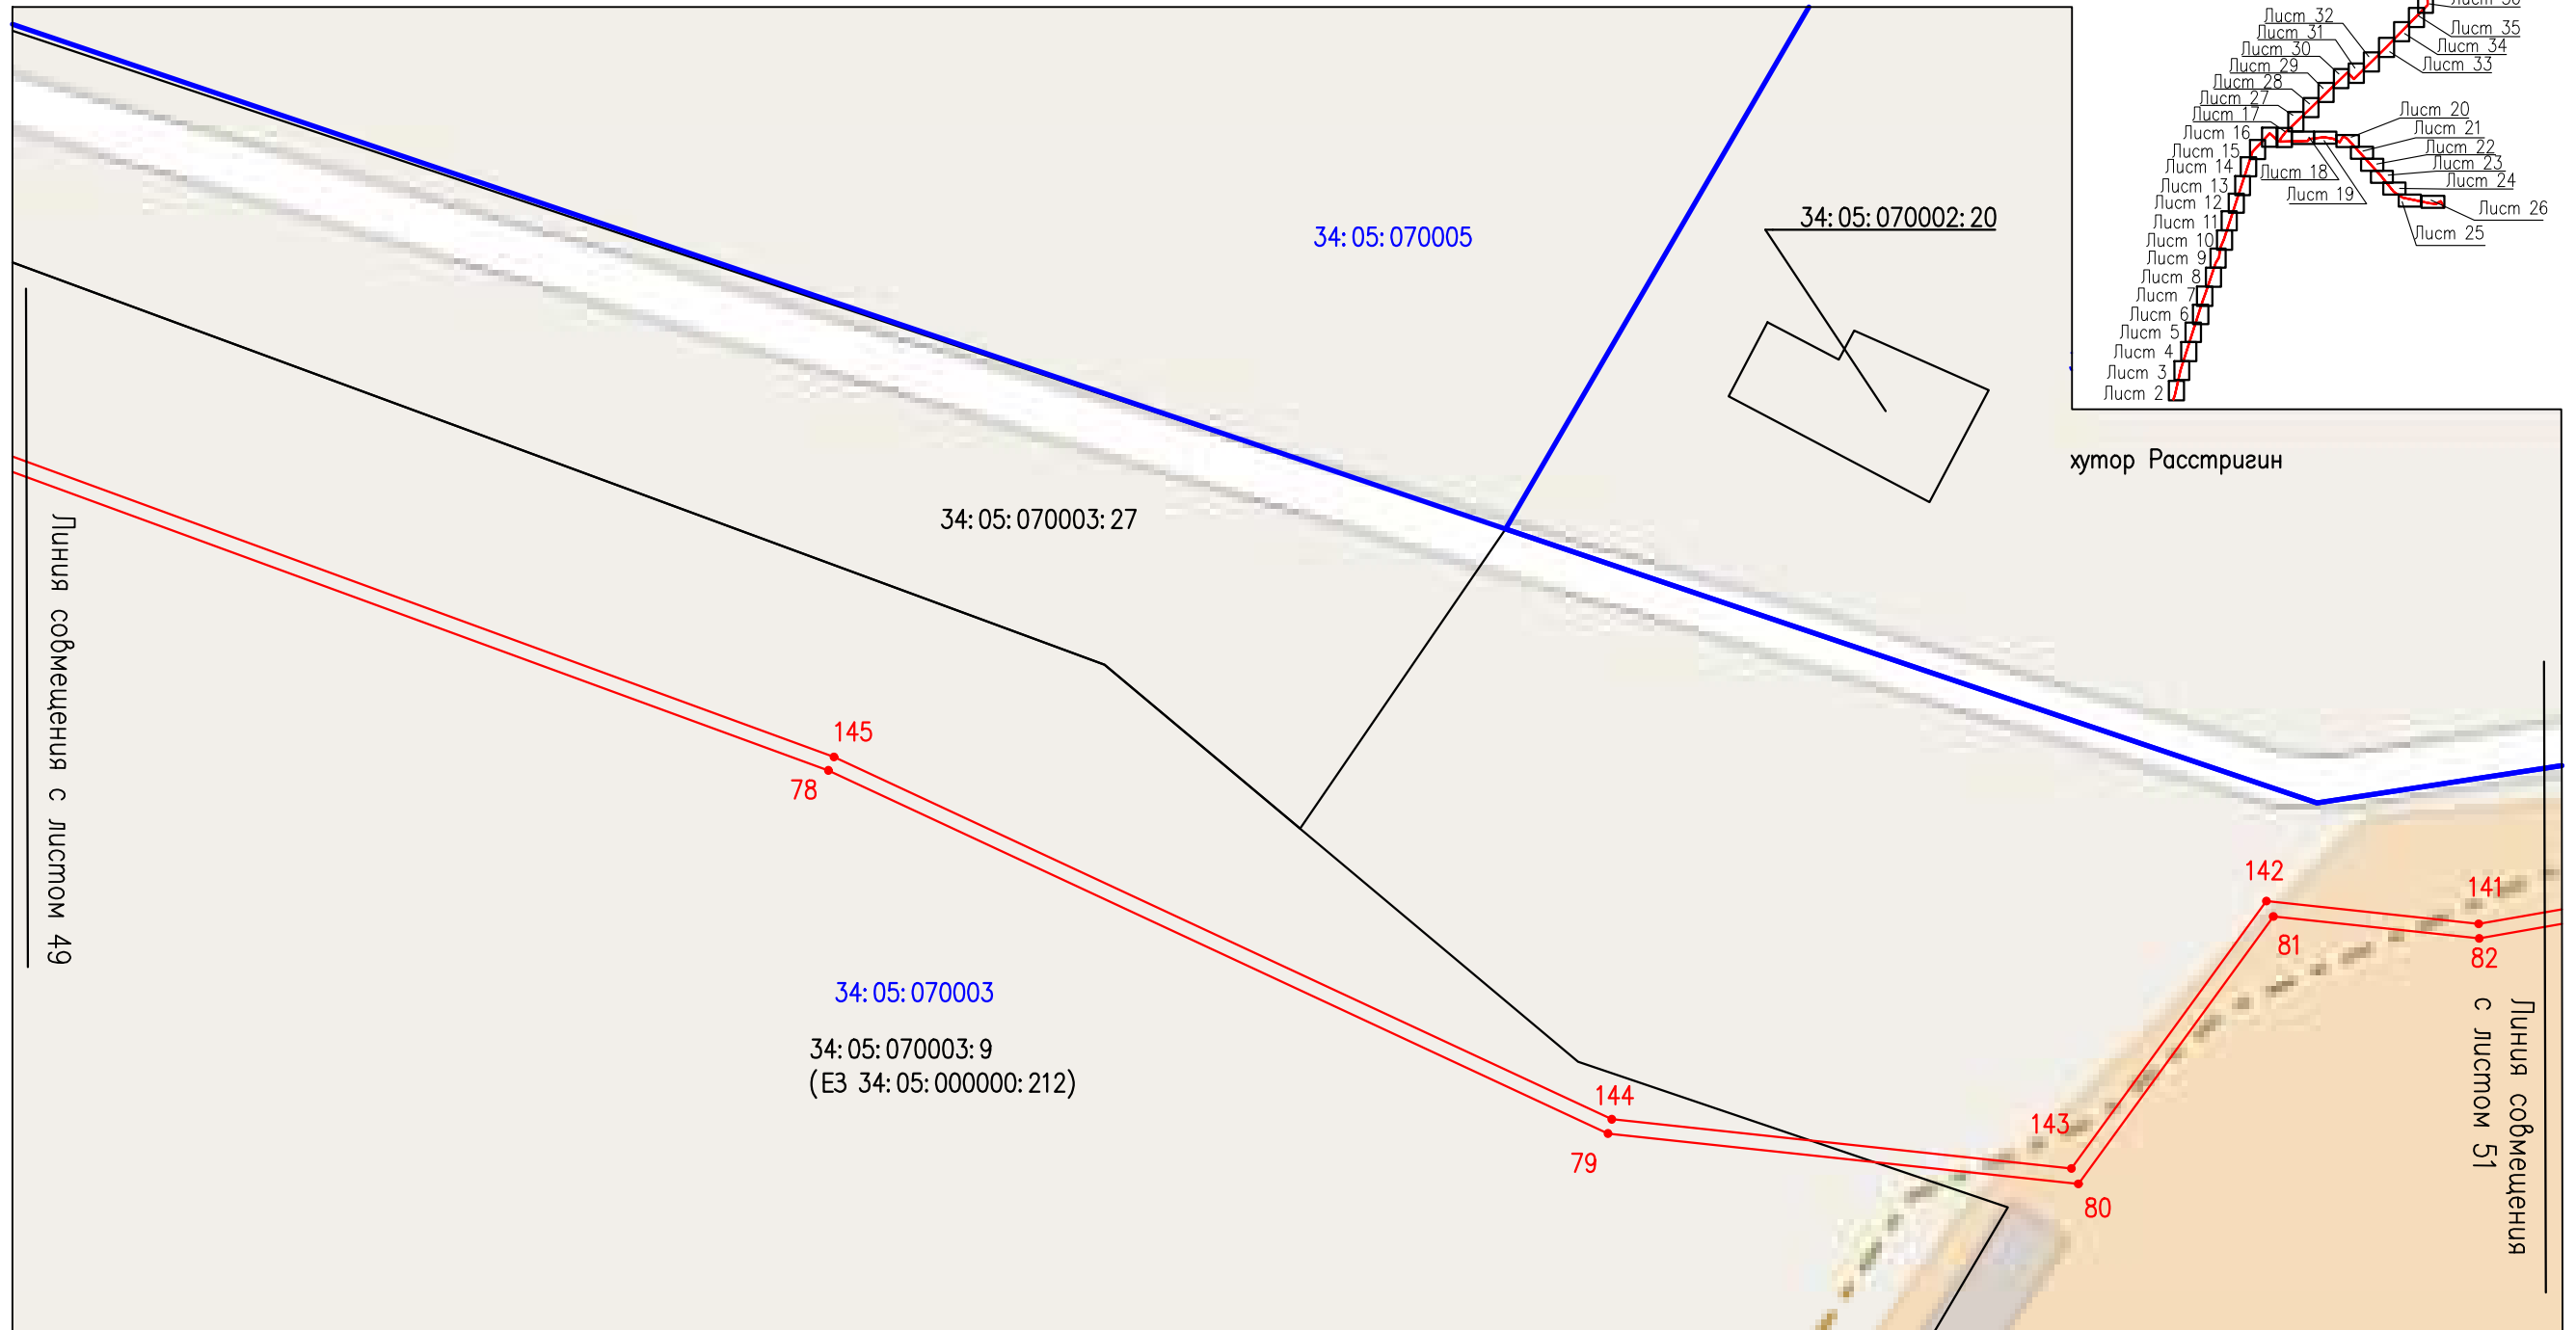 Лист 32
Лист 31
Лист 30
Лист 29
Лист 28
Лист 27
Лист 17
Лист 16
Лист 15
Лист 14
Лист 13
Лист 12
Лист 11
Лист 10
Лист 9
Лист 8
Лист 7
Лист 6
Лист 5
Лист 4
Лист 3
Лист 2
Лист 35
Лист 34
Лист 33
Лист 20
Лист 21
Лист 22
Лист 23
Лист 24
Лист 26
Лист 25
Лист 18
Лист 19
34:05:070005
34:05:070002:20
хутор Расстригин
34:05:070003:27
Линия совмещения с листом 49
145
78
34:05:070003
34:05:070003:9
(ЕЗ 34:05:000000:212)
144
79
143
80
142
81
141
82
Линия совмещения
с листом 51